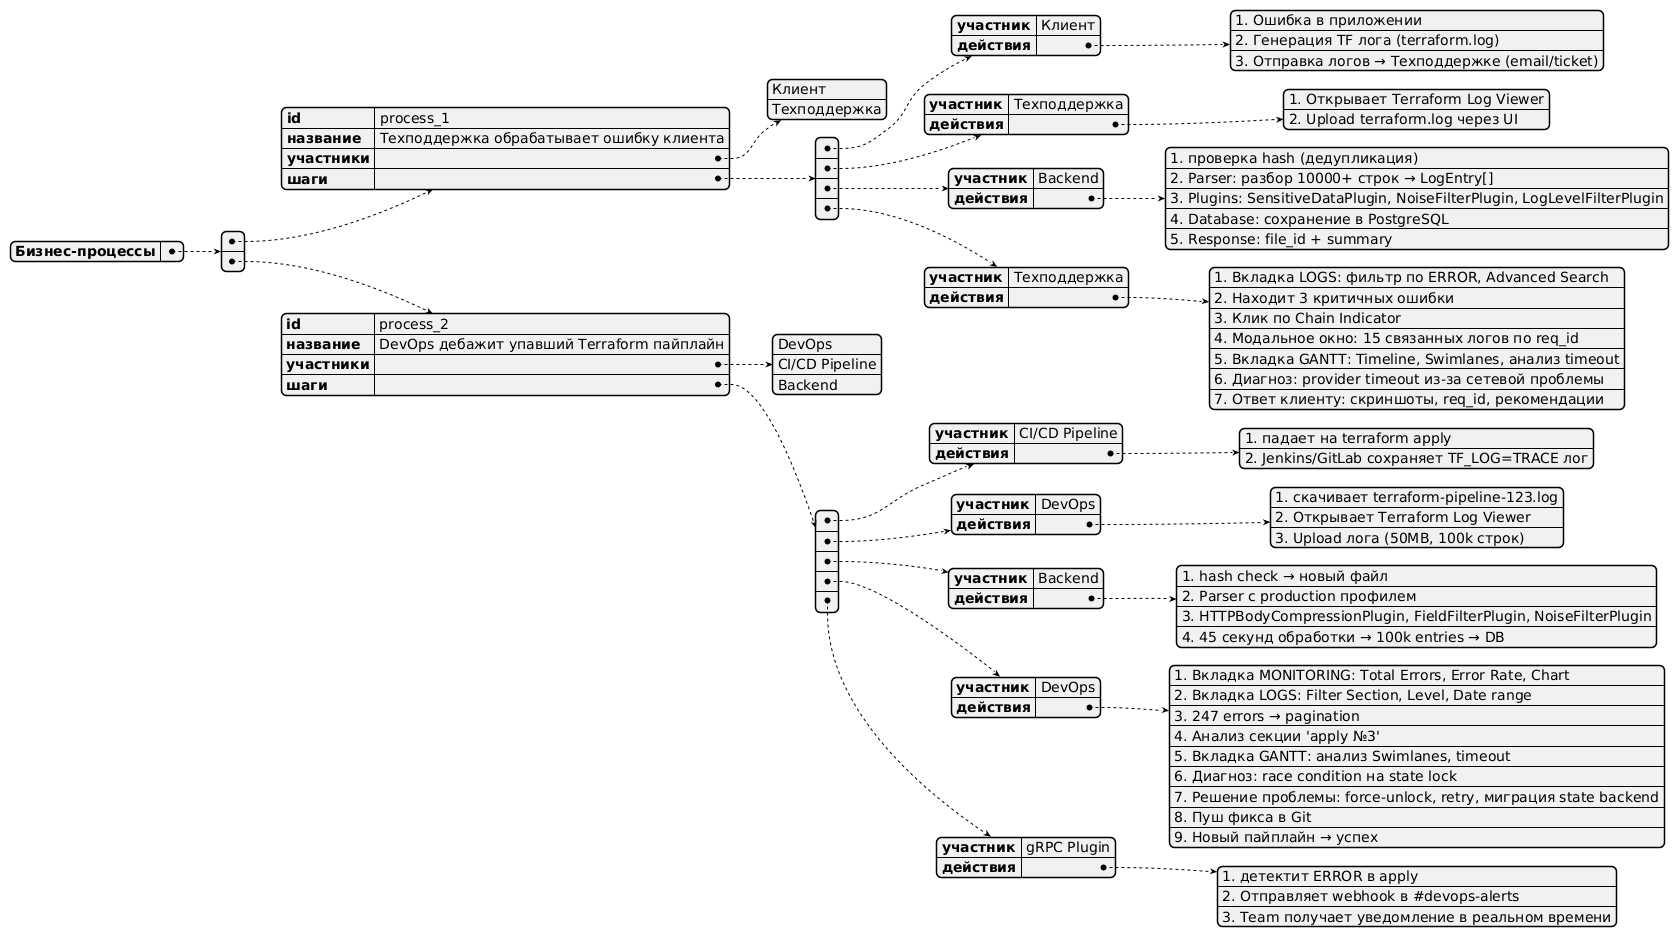 Бизнес-процессы
id process_1
название Техподдержка обрабатывает ошибку клиента
участники
шаги
Клиент
Техподдержка
участник Клиент
действия
1. Ошибка в приложении
2. Генерация TF лога (terraform.log)
3. Отправка логов → Техподдержке (email/ticket)
участник Техподдержка
действия
1. Открывает Terraform Log Viewer
2. Upload terraform.log через UI
участник Backend
действия
1. проверка hash (дедупликация)
2. Parser: разбор 10000+ строк → LogEntry[]
3. Plugins: SensitiveDataPlugin, NoiseFilterPlugin, LogLevelFilterPlugin
4. Database: сохранение в PostgreSQL
5. Response: file_id + summary
участник Техподдержка
действия
1. Вкладка LOGS: фильтр по ERROR, Advanced Search
2. Находит 3 критичных ошибки
3. Клик по Chain Indicator
4. Модальное окно: 15 связанных логов по req_id
5. Вкладка GANTT: Timeline, Swimlanes, анализ timeout
6. Диагноз: provider timeout из-за сетевой проблемы
7. Ответ клиенту: скриншоты, req_id, рекомендации
id process_2
название DevOps дебажит упавший Terraform пайплайн
участники
шаги
DevOps
CI/CD Pipeline
Backend
участник CI/CD Pipeline
действия
1. падает на terraform apply
2. Jenkins/GitLab сохраняет TF_LOG=TRACE лог
участник DevOps
действия
1. скачивает terraform-pipeline-123.log
2. Открывает Terraform Log Viewer
3. Upload лога (50MB, 100k строк)
участник Backend
действия
1. hash check → новый файл
2. Parser с production профилем
3. HTTPBodyCompressionPlugin, FieldFilterPlugin, NoiseFilterPlugin
4. 45 секунд обработки → 100k entries → DB
участник DevOps
действия
1. Вкладка MONITORING: Total Errors, Error Rate, Chart
2. Вкладка LOGS: Filter Section, Level, Date range
3. 247 errors → pagination
4. Анализ секции 'apply №3'
5. Вкладка GANTT: анализ Swimlanes, timeout
6. Диагноз: race condition на state lock
7. Решение проблемы: force-unlock, retry, миграция state backend
8. Пуш фикса в Git
9. Новый пайплайн → успех
участник gRPC Plugin
действия
1. детектит ERROR в apply
2. Отправляет webhook в #devops-alerts
3. Team получает уведомление в реальном времени